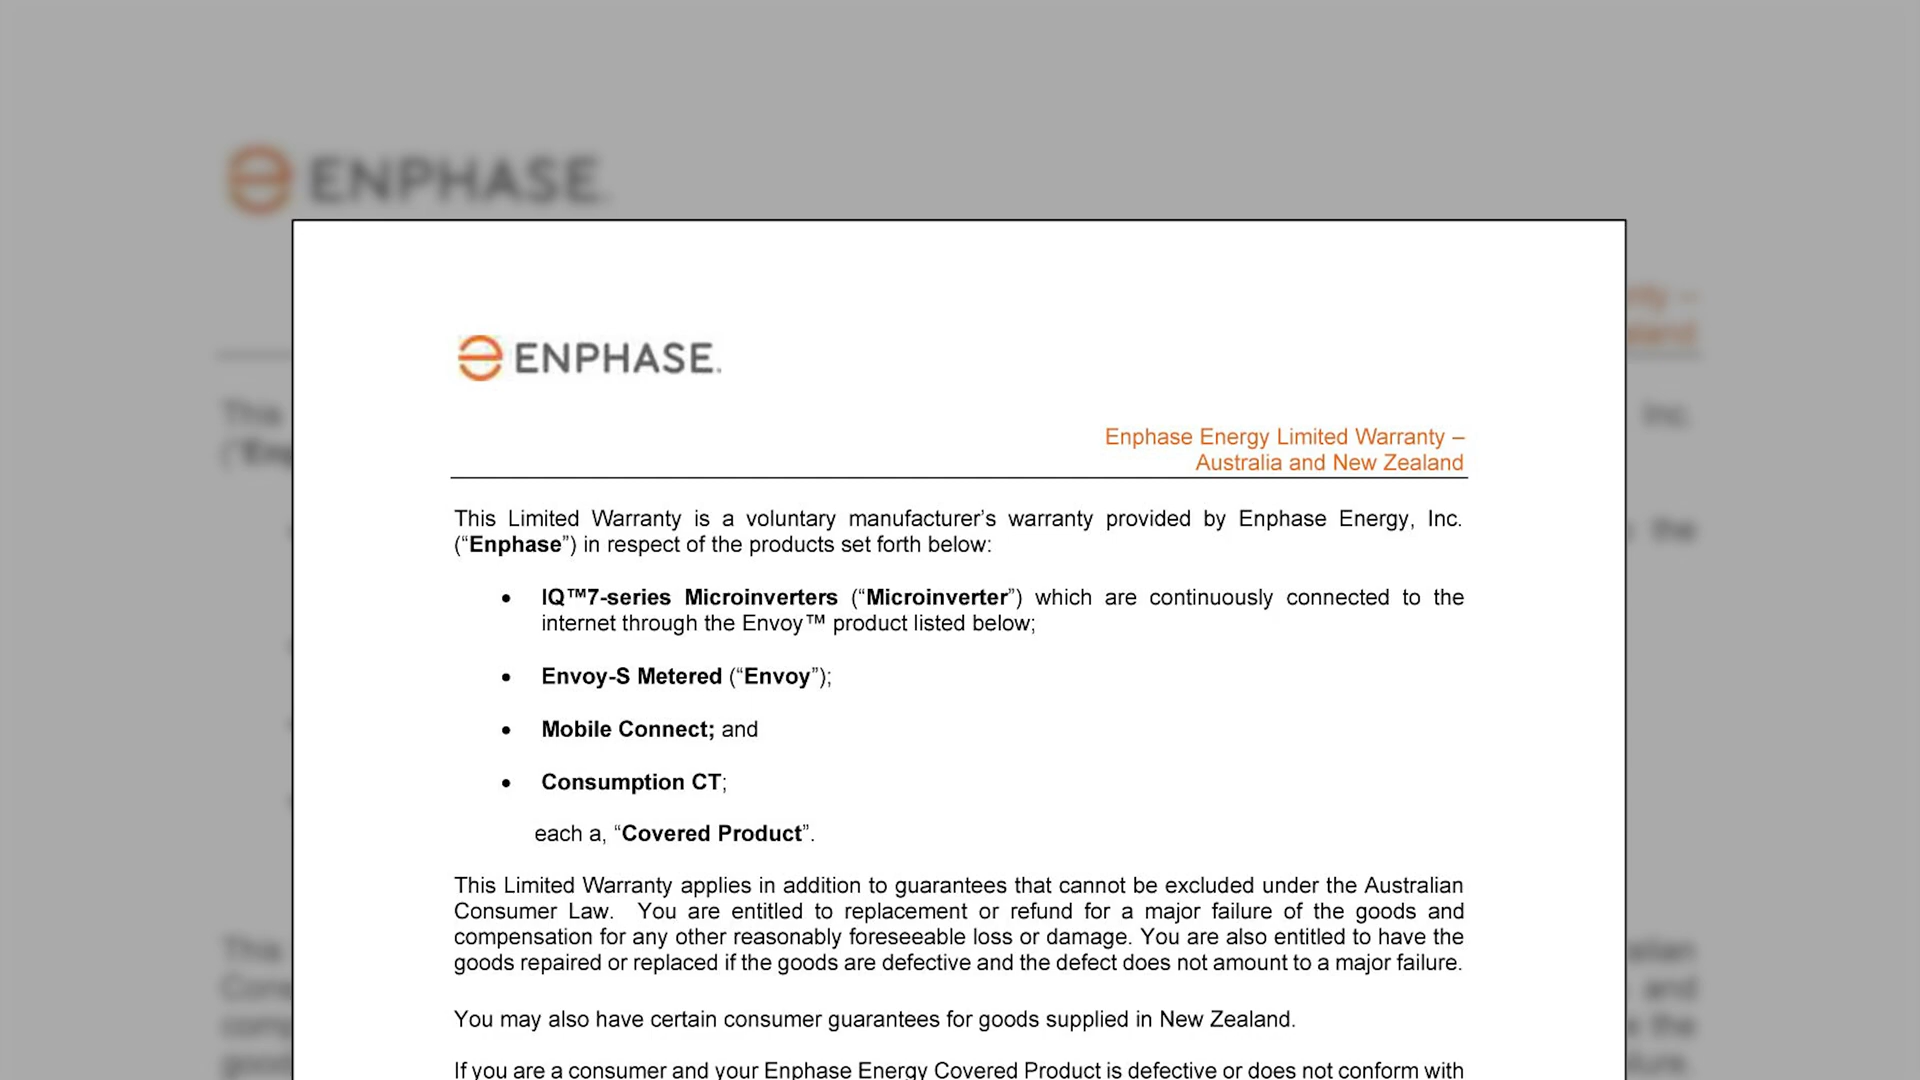 ENPHASE.
ENPHASE.
Enphase Energy Limited Warranty –
Australia and New Zealand
This Limited Warranty is a voluntary manufacturer’s warranty provided by Enphase Energy, Inc.
(“Enphase”) in respect of the products set forth below:
• IQ™7-series Microinverters (“Microinverter”) which are continuously connected to the
internet through the Envoy™ product listed below;
• Envoy-S Metered (“Envoy”);
• Mobile Connect; and
• Consumption CT;
each a, “Covered Product”.
This Limited Warranty applies in addition to guarantees that cannot be excluded under the Australian
Consumer Law.  You are entitled to replacement or refund for a major failure of the goods and
compensation for any other reasonably foreseeable loss or damage. You are also entitled to have the
goods repaired or replaced if the goods are defective and the defect does not amount to a major failure.
You may also have certain consumer guarantees for goods supplied in New Zealand.
If you are a consumer and your Enphase Energy Covered Product is defective or does not conform with